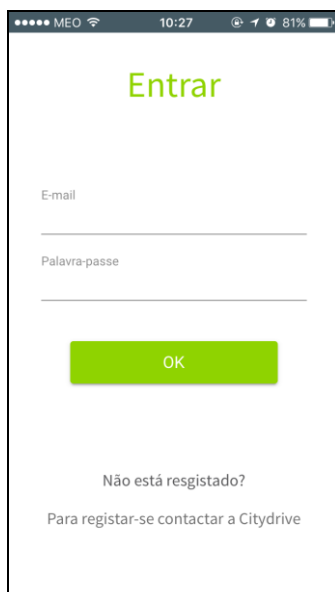 MEO 10:27 81%
Entrar
E-mail
Palavra-passe
OK
Não está resgistado?
Para registar-se contactar a Citydrive